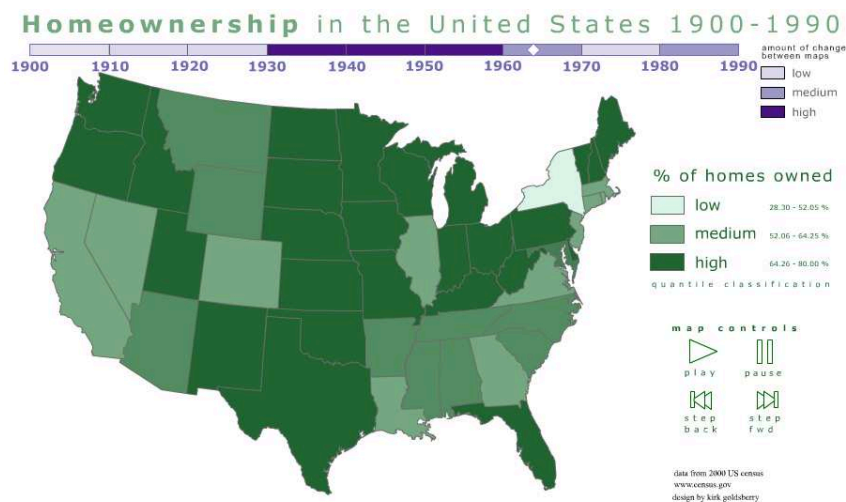 Homeownership in the United States 1900-1990
1900 1910 1920 1930 1940 1950 1960 1970 1980 1990
amount of change
between maps
low
medium
high
% of homes owned
low 28.30 - 52.05 %
medium 52.06 - 64.25 %
high 64.26 - 80.00 %
quantile classification
map controls
play pause
step step
back fwd
data from 2000 US census
www.census.gov
design by kirk goldsberry